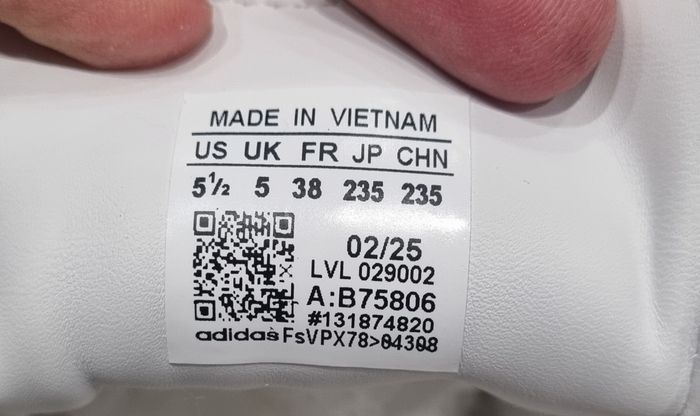 MADE IN VIETNAM
US UK FR JP CHN
5½ 5 38 235 235
02/25
LVL 029002
A:B75806
#131874820
adidas FsVPX78>04308